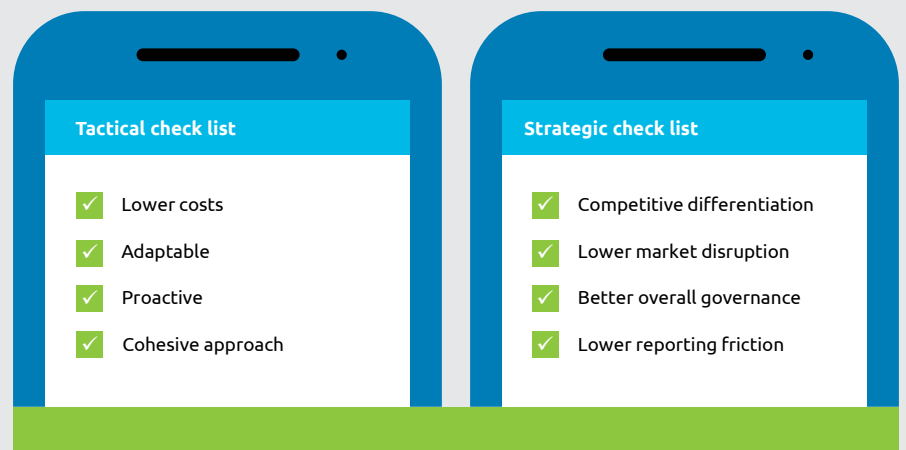 Tactical check list
Lower costs
Adaptable
Proactive
Cohesive approach
Strategic check list
Competitive differentiation
Lower market disruption
Better overall governance
Lower reporting friction